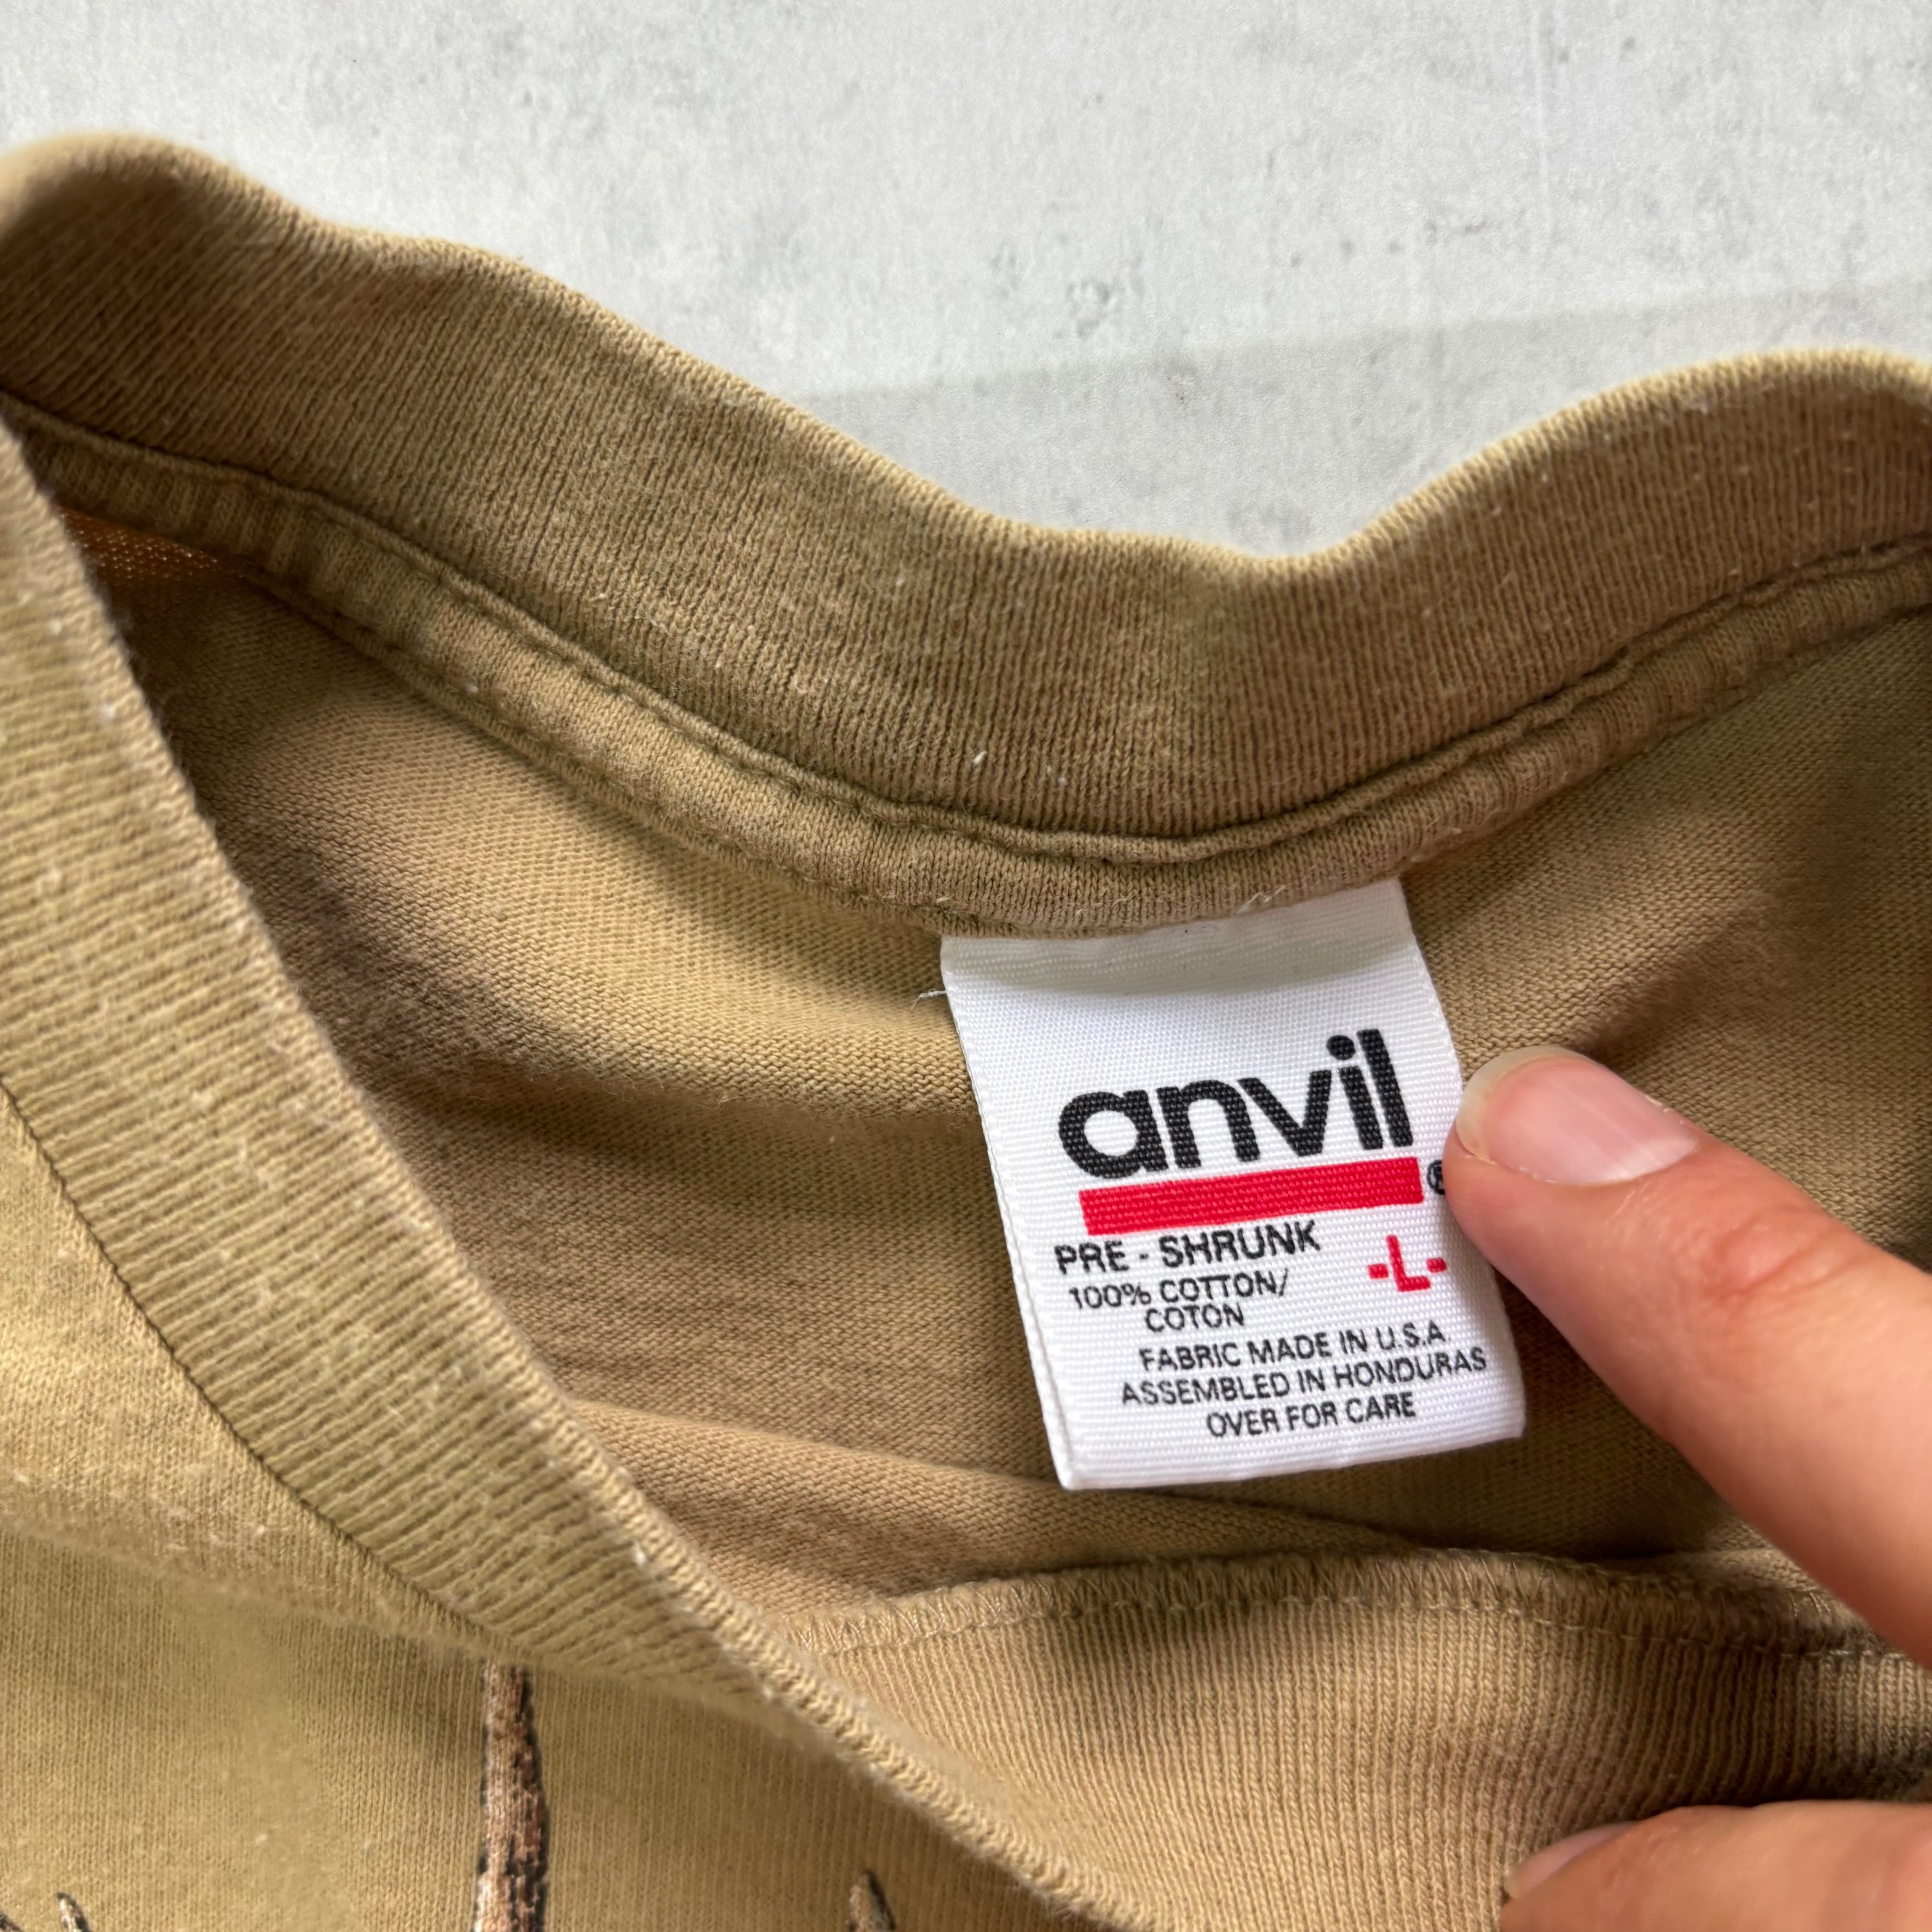 anvil®
PRE - SHRUNK
-L-
100% COTTON/
COTON
FABRIC MADE IN U.S.A
ASSEMBLED IN HONDURAS
OVER FOR CARE